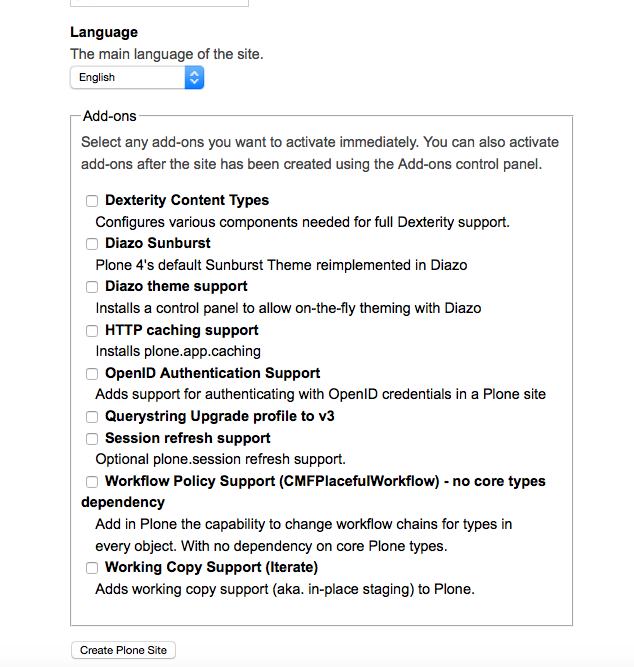 Language
The main language of the site.
English
Add-ons
Select any add-ons you want to activate immediately. You can also activate
add-ons after the site has been created using the Add-ons control panel.
Dexterity Content Types
Configures various components needed for full Dexterity support.
Diazo Sunburst
Plone 4's default Sunburst Theme reimplemented in Diazo
Diazo theme support
Installs a control panel to allow on-the-fly theming with Diazo
HTTP caching support
Installs plone.app.caching
OpenID Authentication Support
Adds support for authenticating with OpenID credentials in a Plone site
Querystring Upgrade profile to v3
Session refresh support
Optional plone.session refresh support.
Workflow Policy Support (CMFPlacefulWorkflow) - no core types
dependency
Add in Plone the capability to change workflow chains for types in
every object. With no dependency on core Plone types.
Working Copy Support (Iterate)
Adds working copy support (aka. in-place staging) to Plone.
Create Plone Site